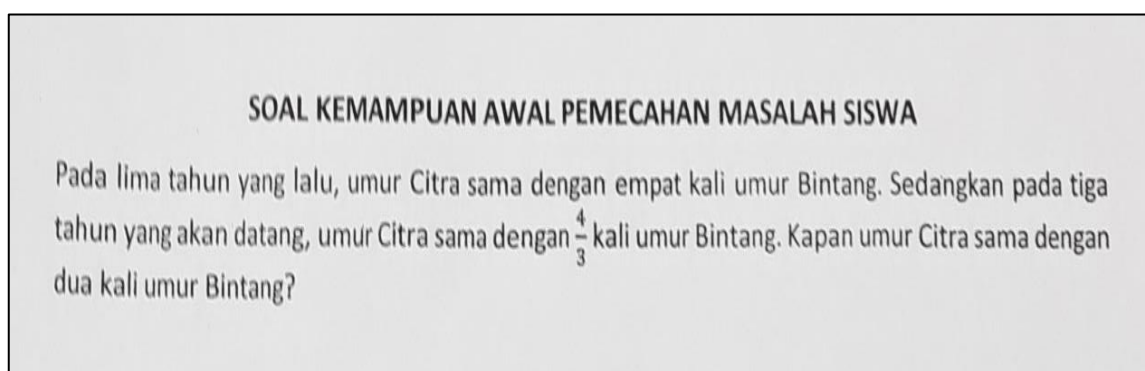 SOAL KEMAMPUAN AWAL PEMECAHAN MASALAH SISWA
Pada lima tahun yang lalu, umur Citra sama dengan empat kali umur Bintang. Sedangkan pada tiga
tahun yang akan datang, umur Citra sama dengan 4/3 kali umur Bintang. Kapan umur Citra sama dengan
dua kali umur Bintang?